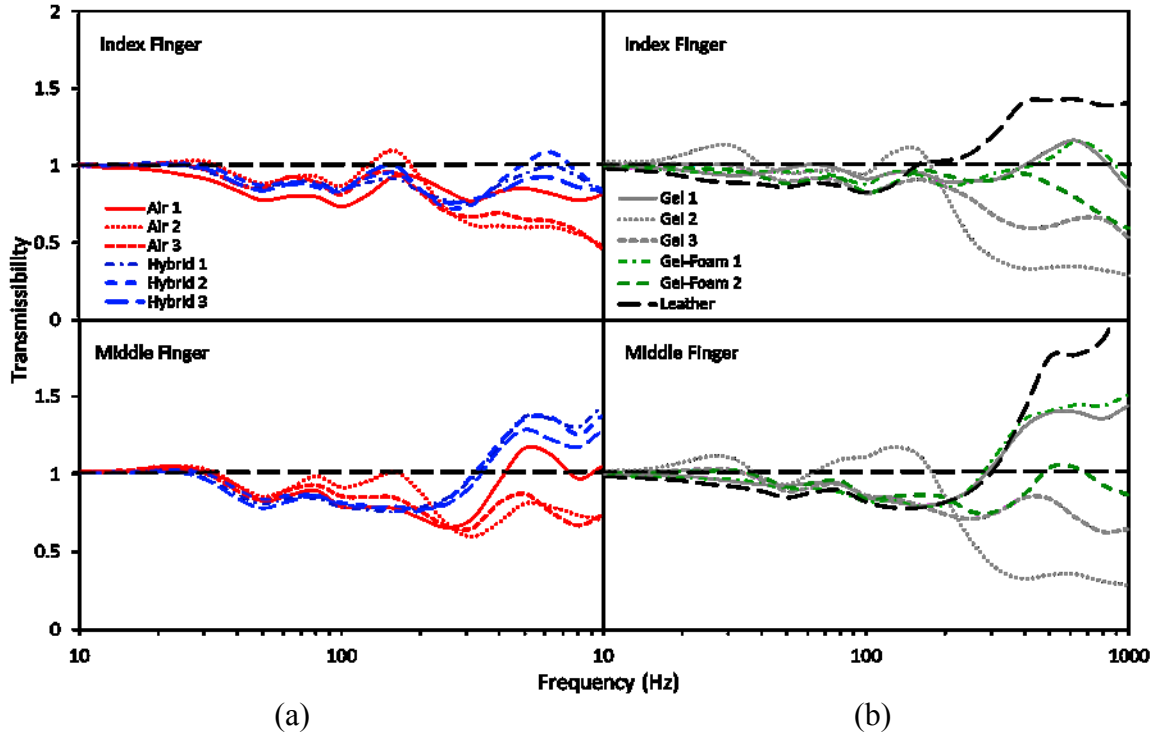 2
1.5
1
0.5
0
Index Finger
Air 1
Air 2
Air 3
Hybrid 1
Hybrid 2
Hybrid 3
Index Finger
Gel 1
Gel 2
Gel 3
Gel-Foam 1
Gel-Foam 2
Leather
Transmissibility
1.5
1
0.5
0
Middle Finger
Middle Finger
10
100
10
100
1000
Frequency (Hz)
(a)
(b)